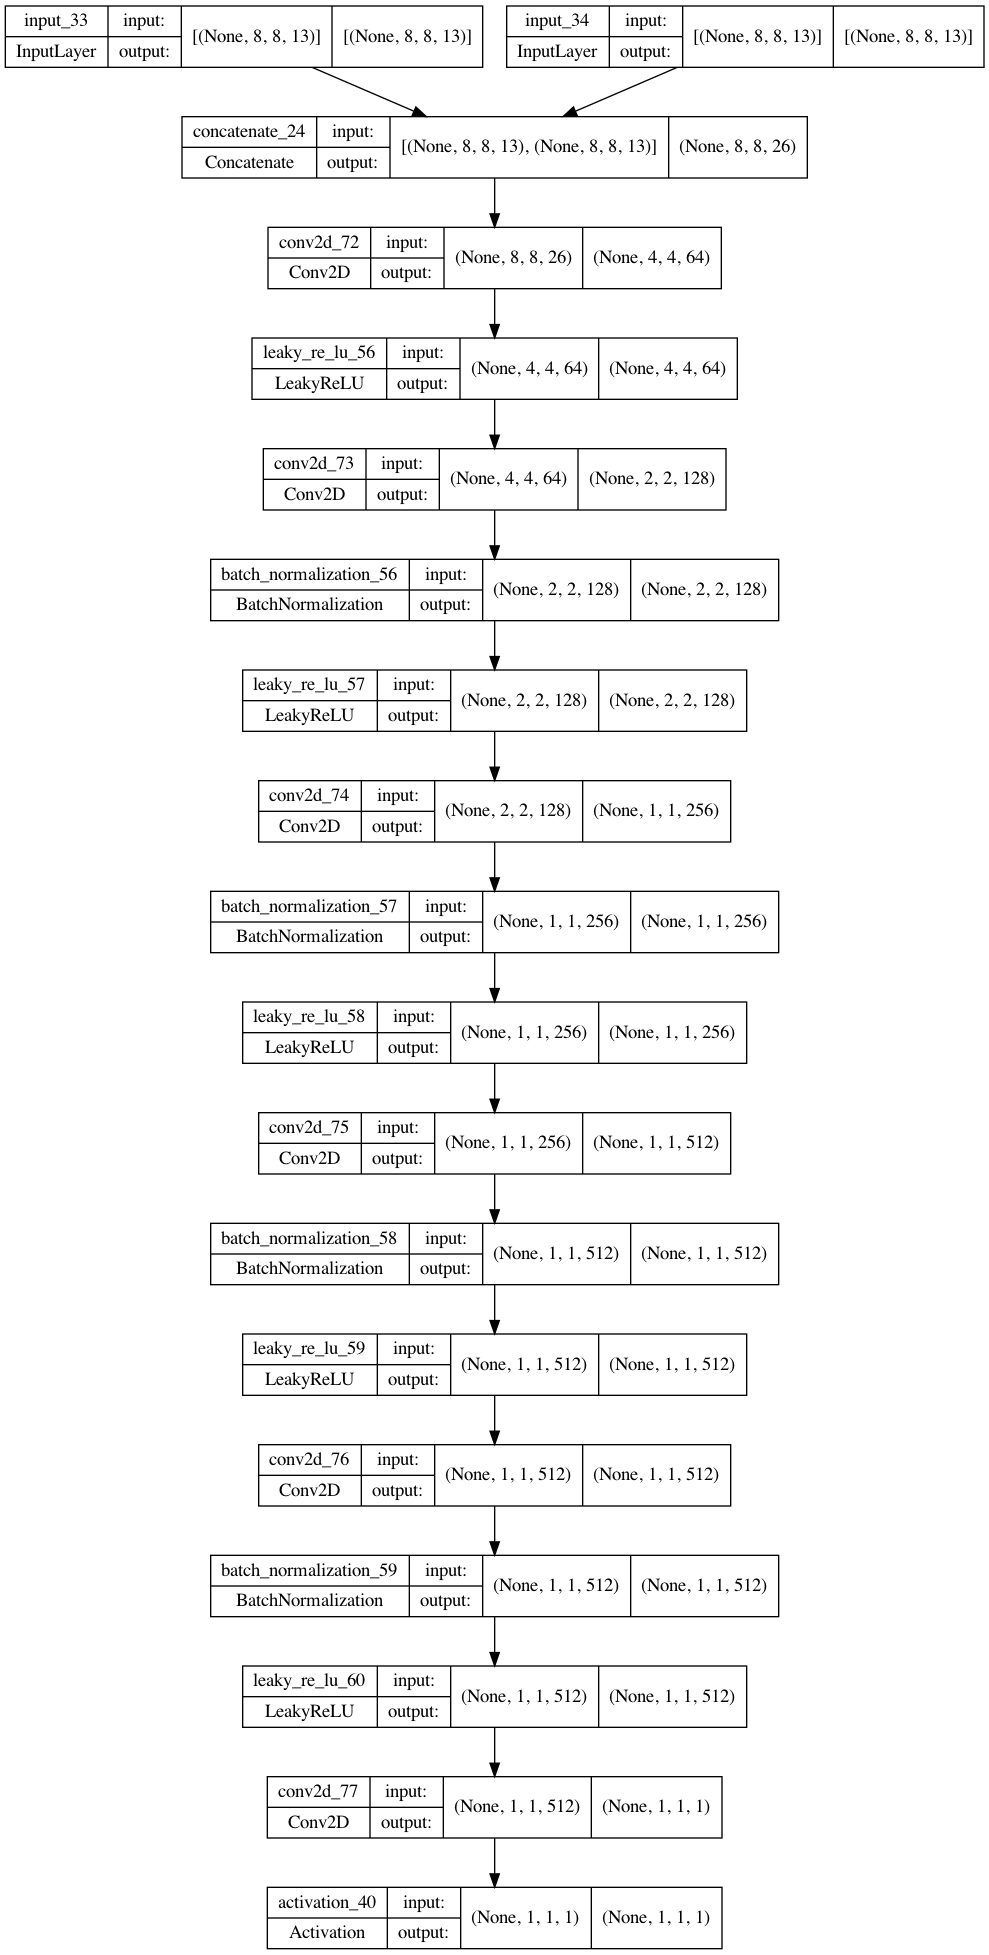 input_33 input: [(None, 8, 8, 13)] [(None, 8, 8, 13)]
InputLayer output:
input_34 input: [(None, 8, 8, 13)] [(None, 8, 8, 13)]
InputLayer output:
concatenate_24 input: [(None, 8, 8, 13), (None, 8, 8, 13)] (None, 8, 8, 26)
Concatenate output:
conv2d_72 input: (None, 8, 8, 26) (None, 4, 4, 64)
Conv2D output:
leaky_re_lu_56 input: (None, 4, 4, 64) (None, 4, 4, 64)
LeakyReLU output:
conv2d_73 input: (None, 4, 4, 64) (None, 2, 2, 128)
Conv2D output:
batch_normalization_56 input: (None, 2, 2, 128) (None, 2, 2, 128)
BatchNormalization output:
leaky_re_lu_57 input: (None, 2, 2, 128) (None, 2, 2, 128)
LeakyReLU output:
conv2d_74 input: (None, 2, 2, 128) (None, 1, 1, 256)
Conv2D output:
batch_normalization_57 input: (None, 1, 1, 256) (None, 1, 1, 256)
BatchNormalization output:
leaky_re_lu_58 input: (None, 1, 1, 256) (None, 1, 1, 256)
LeakyReLU output:
conv2d_75 input: (None, 1, 1, 256) (None, 1, 1, 512)
Conv2D output:
batch_normalization_58 input: (None, 1, 1, 512) (None, 1, 1, 512)
BatchNormalization output:
leaky_re_lu_59 input: (None, 1, 1, 512) (None, 1, 1, 512)
LeakyReLU output:
conv2d_76 input: (None, 1, 1, 512) (None, 1, 1, 512)
Conv2D output:
batch_normalization_59 input: (None, 1, 1, 512) (None, 1, 1, 512)
BatchNormalization output:
leaky_re_lu_60 input: (None, 1, 1, 512) (None, 1, 1, 512)
LeakyReLU output:
conv2d_77 input: (None, 1, 1, 512) (None, 1, 1, 1)
Conv2D output:
activation_40 input: (None, 1, 1, 1) (None, 1, 1, 1)
Activation output: